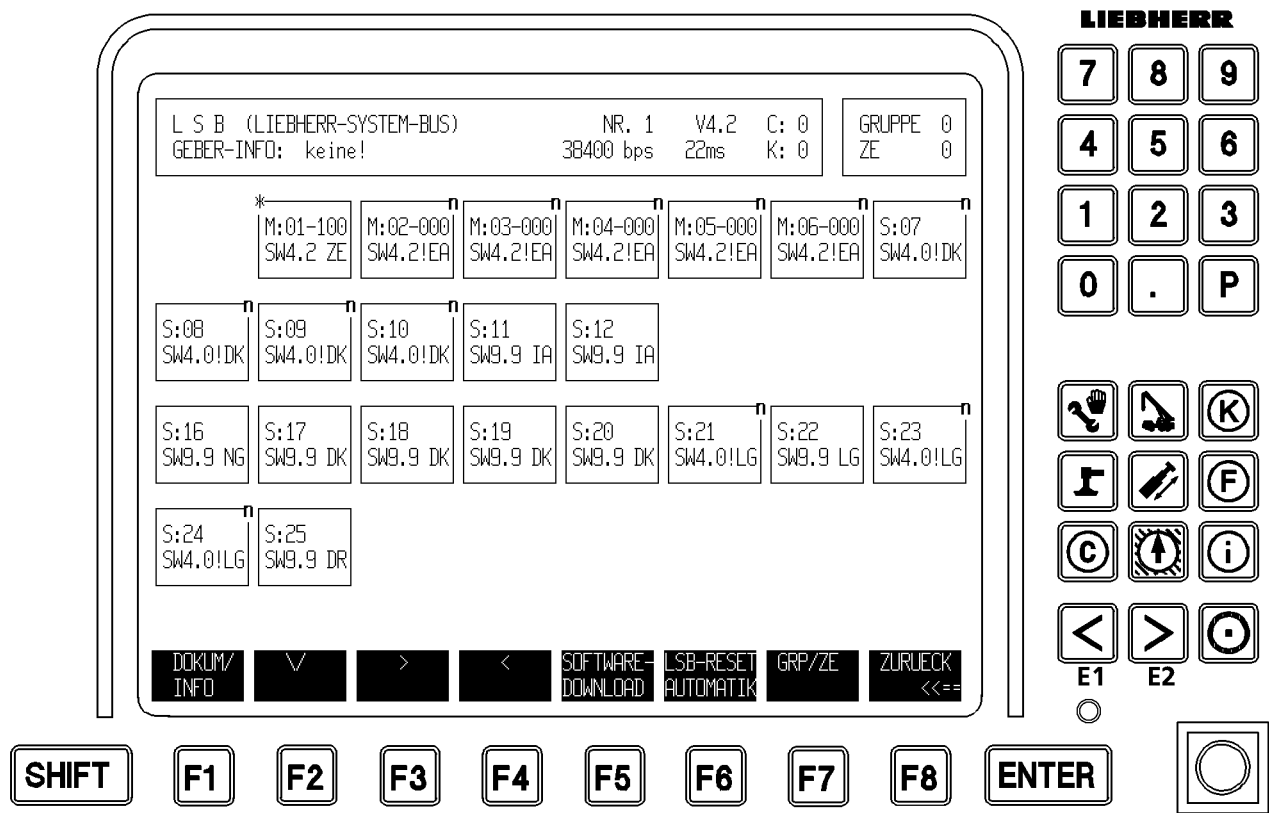 LIEBHERR
L S B (LIEBHERR-SYSTEM-BUS) NR. 1 V4.2 C: 0 GRUPPE 0
GEBER-INFO: keine! 38400 bps 22ms K: 0 ZE 0
* n n n n n n
M:01-100 M:02-000 M:03-000 M:04-000 M:05-000 M:06-000 S:07
SW4.2 ZE SW4.2!EA SW4.2!EA SW4.2!EA SW4.2!EA SW4.2!EA SW4.0!DK
n n n
S:08 S:09 S:10 S:11 S:12
SW4.0!DK SW4.0!DK SW4.0!DK SW9.9 IA SW9.9 IA
n n
S:16 S:17 S:18 S:19 S:20 S:21 S:22 S:23
SW9.9 NG SW9.9 DK SW9.9 DK SW9.9 DK SW9.9 DK SW4.0!LG SW9.9 LG SW4.0!LG
n
S:24 S:25
SW4.0!LG SW9.9 DR
DOKUM/ V > < SOFTWARE- LSB-RESET GRP/ZE ZURUECK
INFO DOWNLOAD AUTOMATIK <<==
7 8 9
4 5 6
1 2 3
0 . P
K
F
C i
< >
E1 E2
SHIFT F1 F2 F3 F4 F5 F6 F7 F8 ENTER